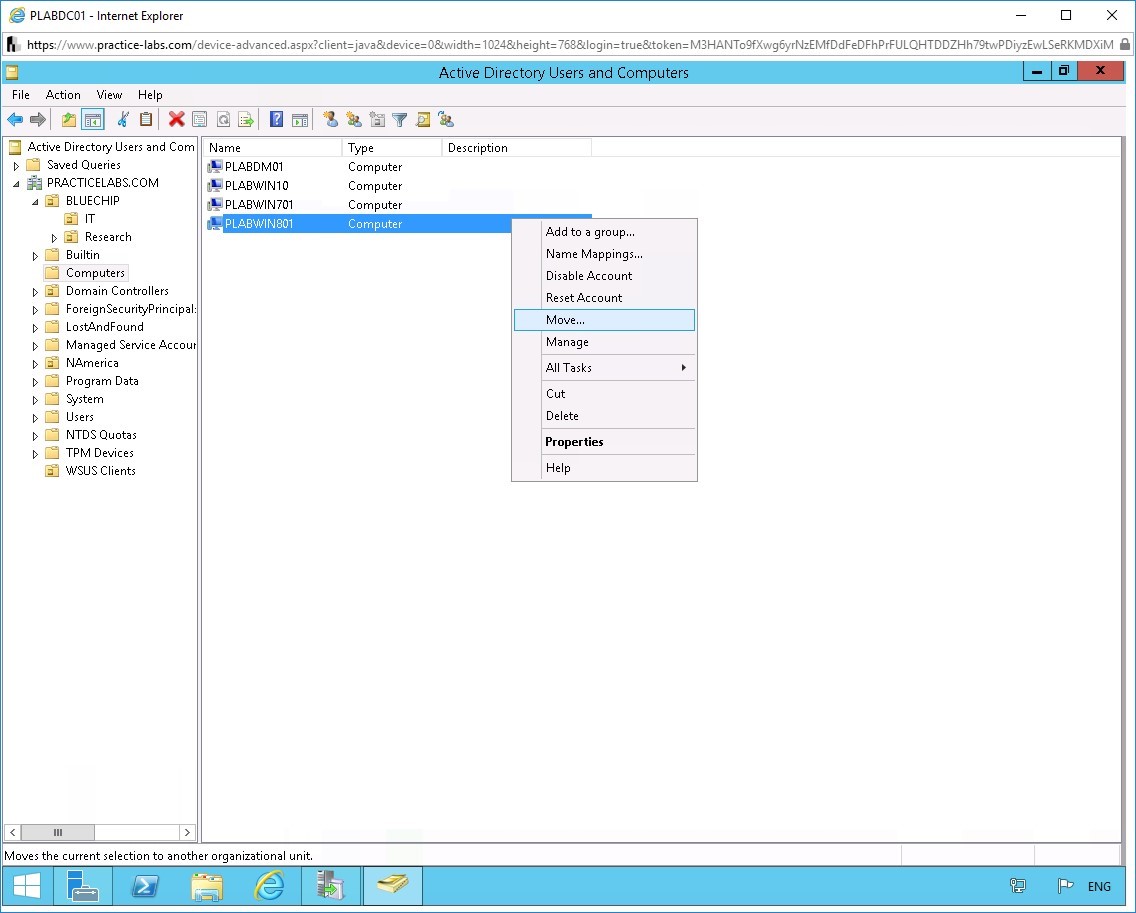 PLABDC01 - Internet Explorer
https://www.practice-labs.com/device-advanced.aspx?client=java&device=0&width=1024&height=768&login=true&token=M3HANTo9fXwg6yrNzEMfDdFeDFhPrFULQHTDDZHh79twPDiyzEwLSeRKMDXiM
Active Directory Users and Computers
File Action View Help
Active Directory Users and Com
Saved Queries
PRACTICELABS.COM
BLUECHIP
IT
Research
Builtin
Computers
Domain Controllers
ForeignSecurityPrincipal:
LostAndFound
Managed Service Accour
NAmerica
Program Data
System
Users
NTDS Quotas
TPM Devices
WSUS Clients
Name Type Description
PLABDM01 Computer
PLABWIN10 Computer
PLABWIN701 Computer
PLABWIN801 Computer
Add to a group...
Name Mappings...
Disable Account
Reset Account
Move...
Manage
All Tasks
Cut
Delete
Properties
Help
Moves the current selection to another organizational unit.
ENG